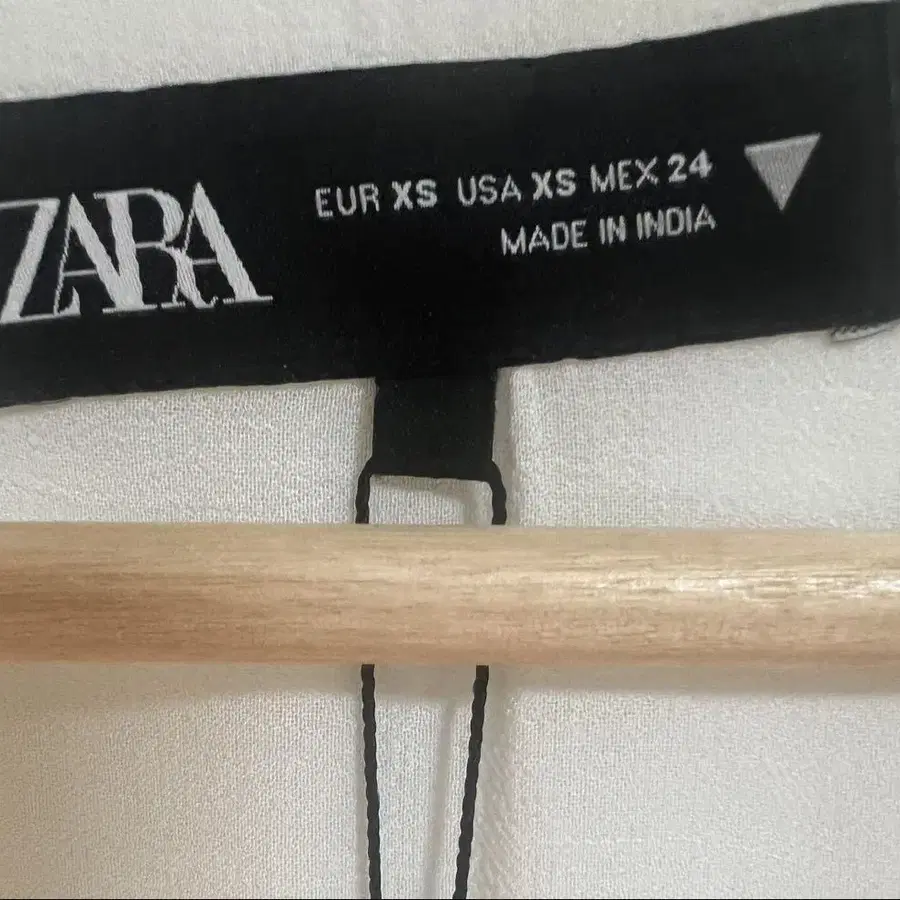 ZARA
EUR XS USA XS MEX 24
MADE IN INDIA